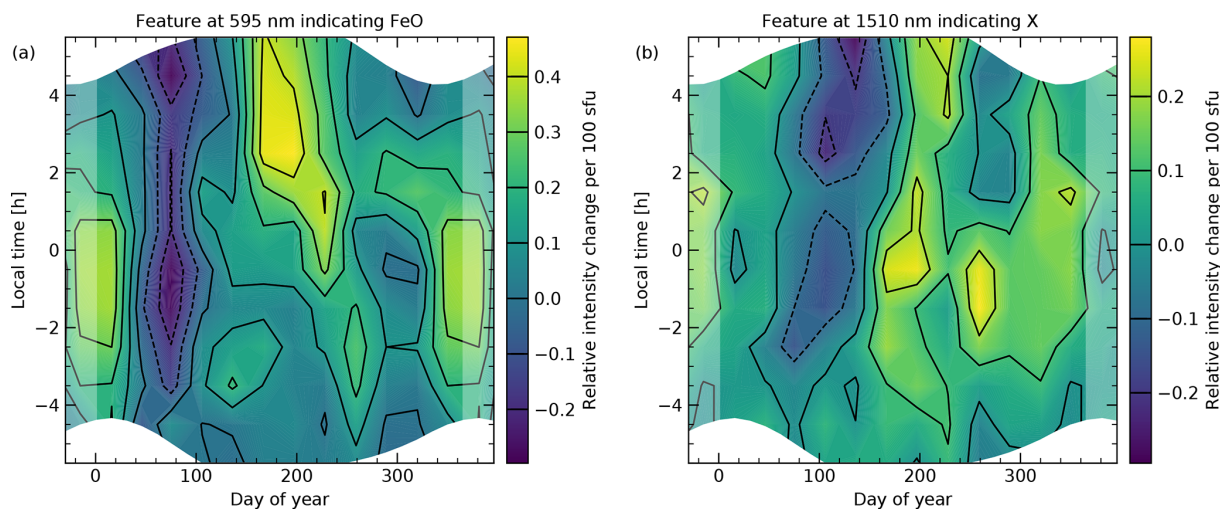 Feature at 595 nm indicating FeO
(a)
4
2
0
−2
−4
Local time [h]
0 100 200 300
Day of year
0.4
0.3
0.2
0.1
0.0
−0.1
−0.2
Relative intensity change per 100 sfu
Feature at 1510 nm indicating X
(b)
4
2
0
−2
−4
Local time [h]
0 100 200 300
Day of year
0.2
0.1
0.0
−0.1
−0.2
Relative intensity change per 100 sfu